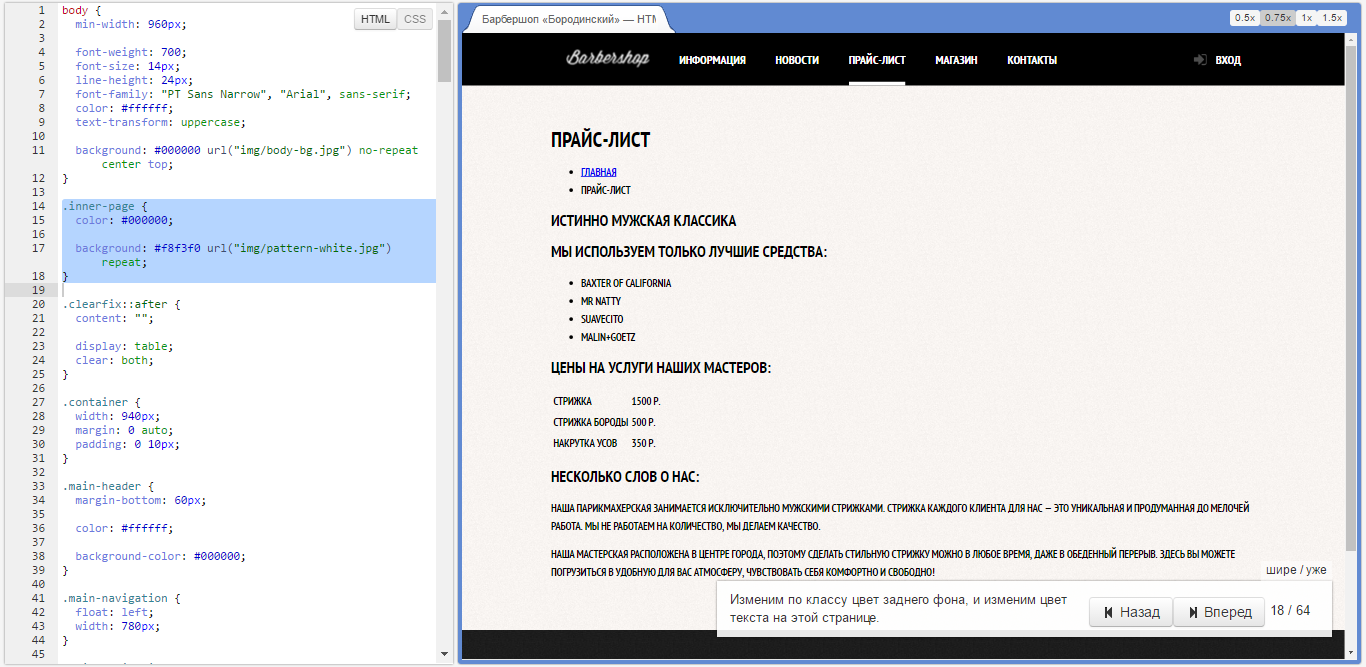 HTML CSS
1 body {
2 min-width: 960px;
3
4 font-weight: 700;
5 font-size: 14px;
6 line-height: 24px;
7 font-family: "PT Sans Narrow", "Arial", sans-serif;
8 color: #ffffff;
9 text-transform: uppercase;
10
11 background: #000000 url("img/body-bg.jpg") no-repeat
center top;
12 }
13
14 .inner-page {
15 color: #000000;
16
17 background: #f8f3f0 url("img/pattern-white.jpg")
repeat;
18 }
19
20 .clearfix::after {
21 content: "";
22
23 display: table;
24 clear: both;
25 }
26
27 .container {
28 width: 940px;
29 margin: 0 auto;
30 padding: 0 10px;
31 }
32
33 .main-header {
34 margin-bottom: 60px;
35
36 color: #ffffff;
37
38 background-color: #000000;
39 }
40
41 .main-navigation {
42 float: left;
43 width: 780px;
44 }
45
Барбершоп «Бородинский» — HTM
0.5x 0.75x 1x 1.5x
Barbershop ИНФОРМАЦИЯ НОВОСТИ ПРАЙС-ЛИСТ МАГАЗИН КОНТАКТЫ ВХОД
ПРАЙС-ЛИСТ
ГЛАВНАЯ
ПРАЙС-ЛИСТ
ИСТИННО МУЖСКАЯ КЛАССИКА
МЫ ИСПОЛЬЗУЕМ ТОЛЬКО ЛУЧШИЕ СРЕДСТВА:
BAXTER OF CALIFORNIA
MR NATTY
SUAVECITO
MALIN+GOETZ
ЦЕНЫ НА УСЛУГИ НАШИХ МАСТЕРОВ:
СТРИЖКА 1500 Р.
СТРИЖКА БОРОДЫ 500 Р.
НАКРУТКА УСОВ 350 Р.
НЕСКОЛЬКО СЛОВ О НАС:
НАША ПАРИКМАХЕРСКАЯ ЗАНИМАЕТСЯ ИСКЛЮЧИТЕЛЬНО МУЖСКИМИ СТРИЖКАМИ. СТРИЖКА КАЖДОГО КЛИЕНТА ДЛЯ НАС – ЭТО УНИКАЛЬНАЯ И ПРОДУМАННАЯ ДО МЕЛОЧЕЙ
РАБОТА. МЫ НЕ РАБОТАЕМ НА КОЛИЧЕСТВО, МЫ ДЕЛАЕМ КАЧЕСТВО.
НАША МАСТЕРСКАЯ РАСПОЛОЖЕНА В ЦЕНТРЕ ГОРОДА, ПОЭТОМУ СДЕЛАТЬ СТИЛЬНУЮ СТРИЖКУ МОЖНО В ЛЮБОЕ ВРЕМЯ, ДАЖЕ В ОБЕДЕННЫЙ ПЕРЕРЫВ. ЗДЕСЬ ВЫ МОЖЕТЕ
ПОГРУЗИТЬСЯ В УДОБНУЮ ДЛЯ ВАС АТМОСФЕРУ, ЧУВСТВОВАТЬ СЕБЯ КОМФОРТНО И СВОБОДНО!
шире / уже
Изменим по классу цвет заднего фона, и изменим цвет
текста на этой странице.
Назад Вперед 18 / 64